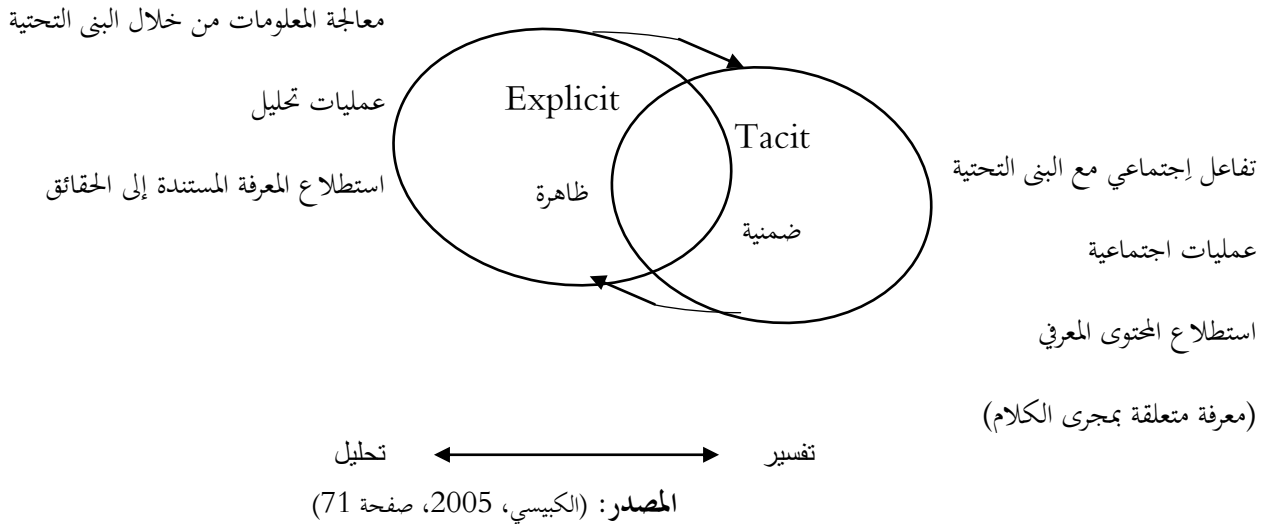 معالجة المعلومات من خلال البنى التحتية
عمليات تحليل
استطلاع المعرفة المستندة إلى الحقائق
Explicit
ظاهرة
Tacit
ضمنية
تفاعل اِجتماعي مع البنى التحتية
عمليات اجتماعية
استطلاع المحتوى المعرفي
(معرفة متعلقة بمجرى الكلام)
تفسير
تحليل
المصدر: (الكبيسي، 2005، صفحة 71)